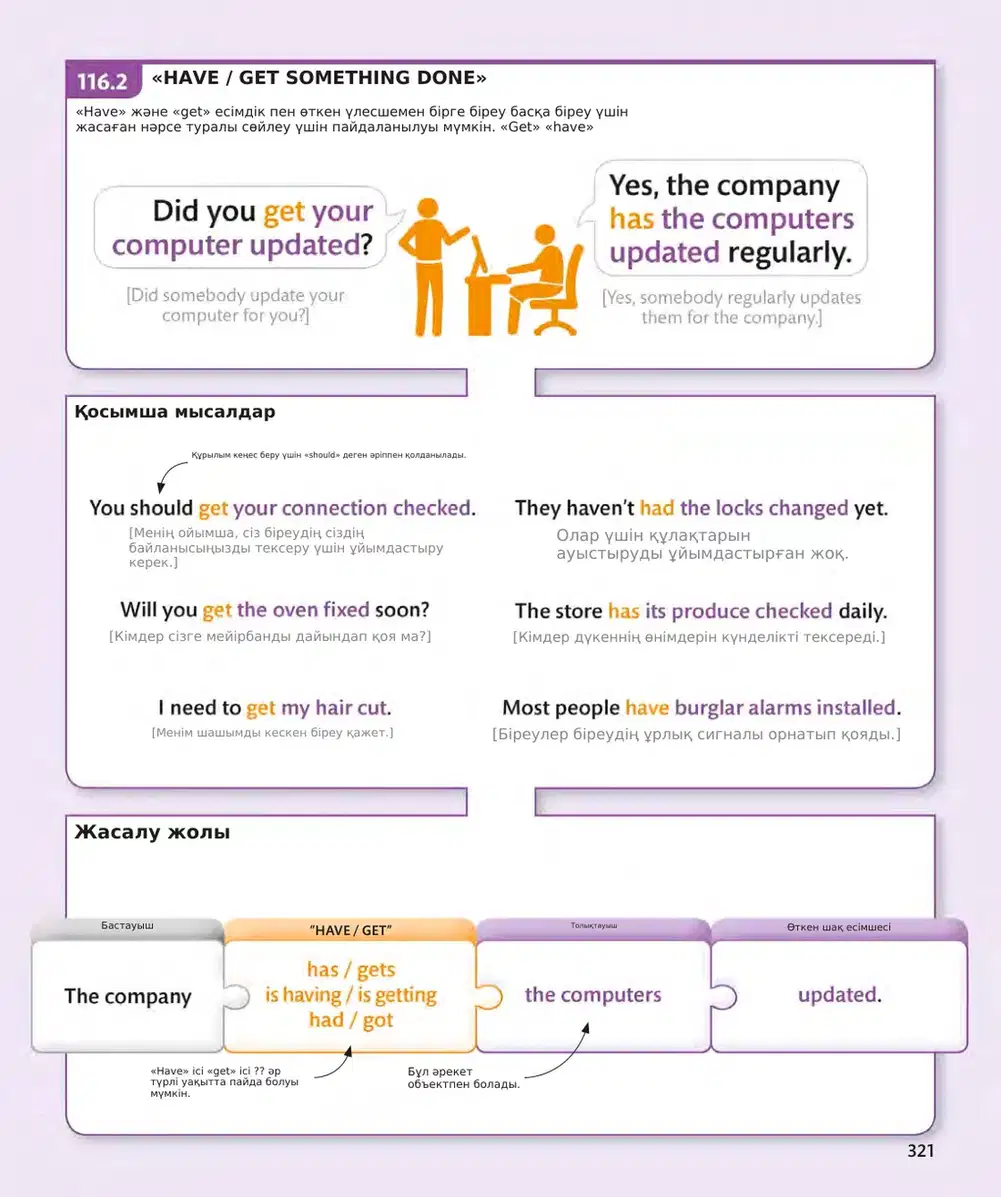 116.2 «HAVE / GET SOMETHING DONE»
«Have» және «get» есімдік пен өткен үлесшемен бірге біреу басқа біреу үшін
жасаған нәрсе туралы сөйлеу үшін пайдаланылуы мүмкін. «Get» «have»
Did you get your
computer updated?
[Did somebody update your
computer for you?]
Yes, the company
has the computers
updated regularly.
[Yes, somebody regularly updates
them for the company.]
Қосымша мысалдар
Құрылым кеңес беру үшін «should» деген әріппен қолданылады.
You should get your connection checked.
[Менің ойымша, сіз біреудің сіздің
байланысыңызды тексеру үшін ұйымдастыру
керек.]
They haven't had the locks changed yet.
Олар үшін құлақтарын
ауыстыруды ұйымдастырған жоқ.
Will you get the oven fixed soon?
[Кімдер сізге мейірбанды дайындап қоя ма?]
The store has its produce checked daily.
[Кімдер дүкеннің өнімдерін күнделікті тексереді.]
I need to get my hair cut.
[Менім шашымды кескен біреу қажет.]
Most people have burglar alarms installed.
[Біреулер біреудің ұрлық сигналы орнатып қояды.]
Жасалу жолы
Бастауыш
"HAVE / GET"
Толықтауыш
Өткен шақ есімшесі
The company
has / gets
is having / is getting
had / got
the computers
updated.
«Have» ісі «get» ісі ?? әр
түрлі уақытта пайда болуы
мүмкін.
Бұл әрекет
объектпен болады.
321